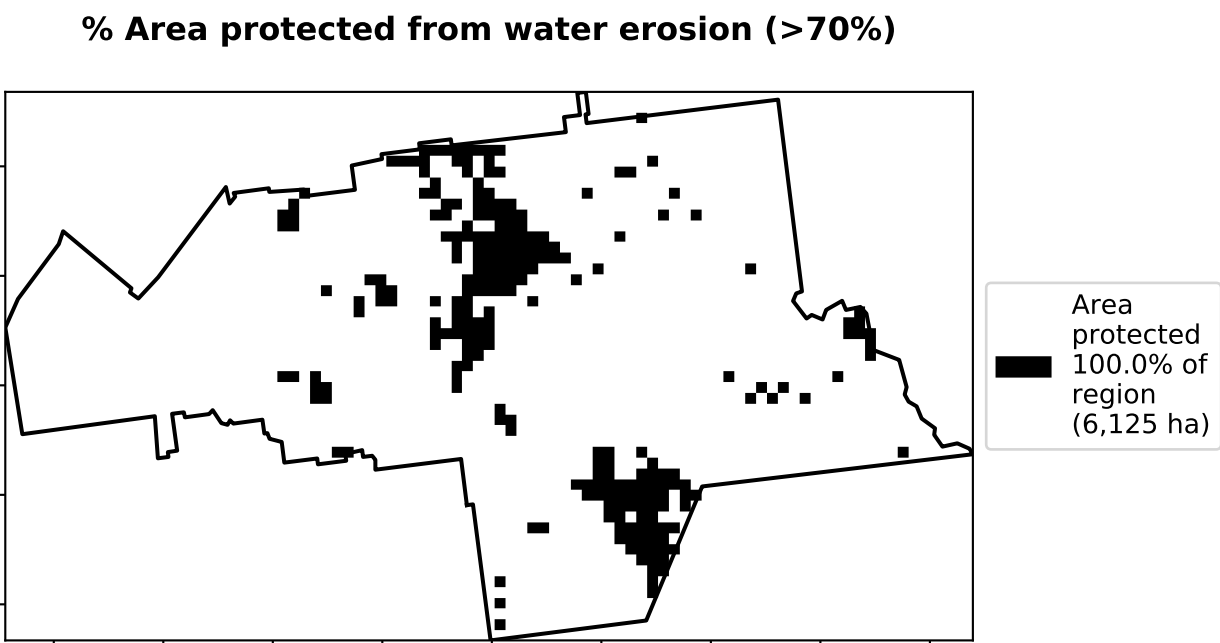 % Area protected from water erosion (>70%)
Area
protected
100.0% of
region
(6,125 ha)